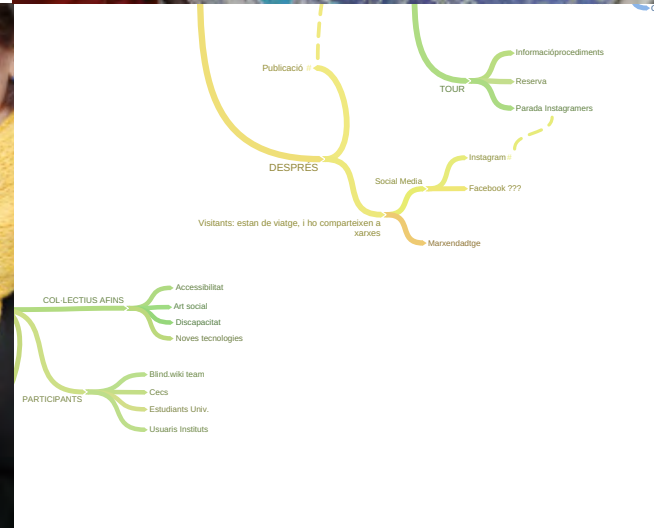 Informacióprocediments
Publicació
Reserva
TOUR
Parada Instagramers
Instagram
DESPRÉS
Social Media
Facebook ???
Visitants: estan de viatge, i ho comparteixen a
xarxes
Marxendadtge
Accessibilitat
COL·LECTIUS AFINS
Art social
Discapacitat
Noves tecnologies
Blind.wiki team
Cecs
PARTICIPANTS
Estudiants Univ.
Usuaris Instituts